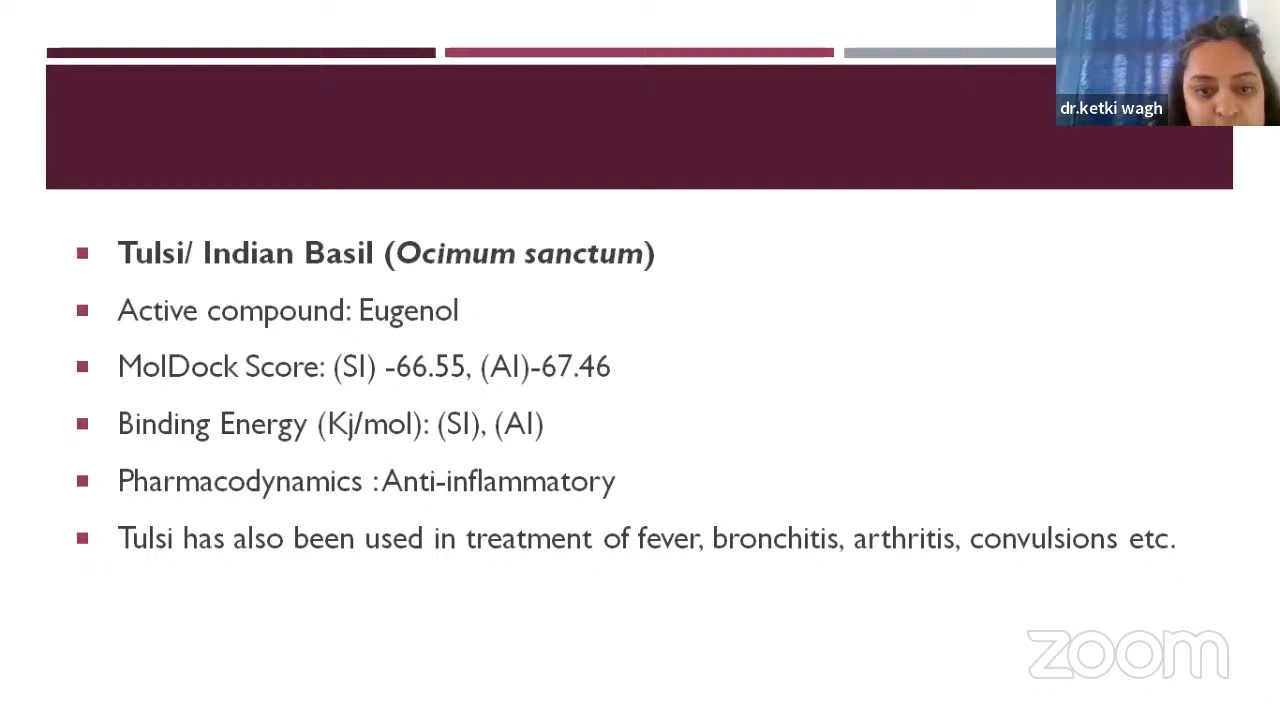 dr.ketki wagh
Tulsi/ Indian Basil (Ocimum sanctum)
Active compound: Eugenol
MolDock Score: (SI) -66.55, (AI)-67.46
Binding Energy (Kj/mol): (SI), (AI)
Pharmacodynamics : Anti-inflammatory
Tulsi has also been used in treatment of fever, bronchitis, arthritis, convulsions etc.
zoom